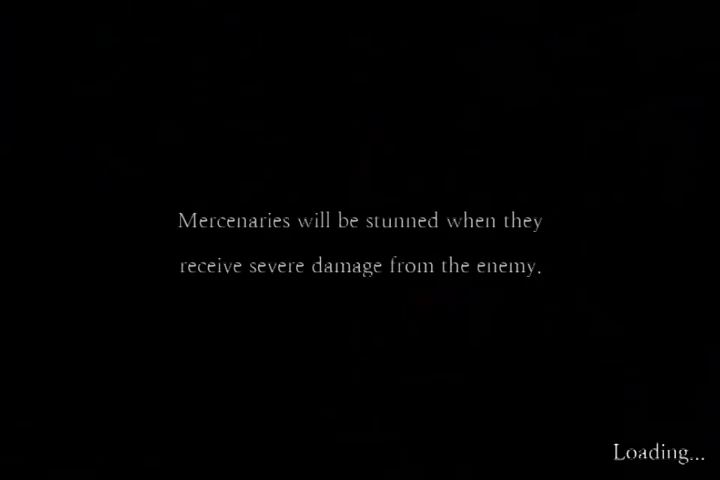 Mercenaries will be stunned when they
receive severe damage from the enemy.
Loading...